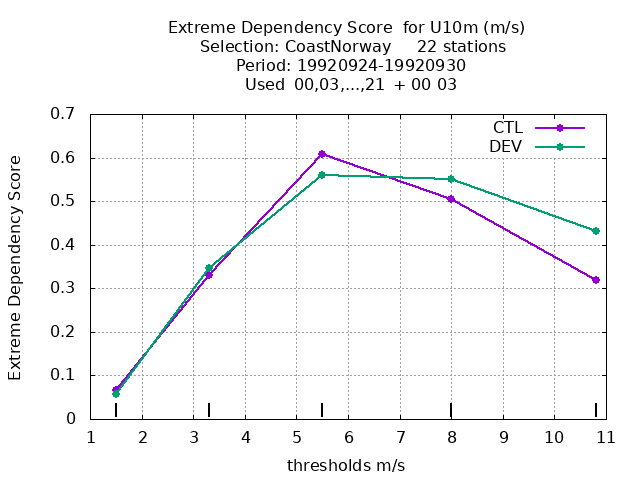 Extreme Dependency Score  for U10m (m/s)
Selection: CoastNorway     22 stations
Period: 19920924-19920930
Used  00,03,...,21  + 00 03
CTL
DEV
Extreme Dependency Score
0.7
0.6
0.5
0.4
0.3
0.2
0.1
0
1 2 3 4 5 6 7 8 9 10 11
thresholds m/s